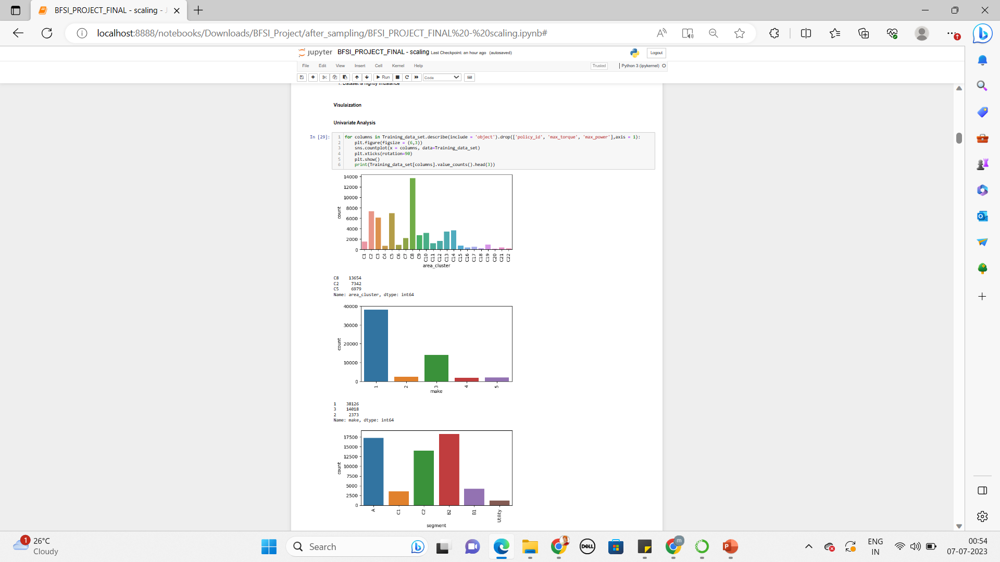 BFSI_PROJECT_FINAL - scaling - J
localhost:8888/notebooks/Downloads/BFSI_Project/after_sampling/BFSI_PROJECT_FINAL%20-%20scaling.ipynb#
jupyter BFSI_PROJECT_FINAL - scaling Last Checkpoint: an hour ago (autosaved)
Logout
File Edit View Insert Cell Kernel Help
Trusted
Python 3 (ipykernel)
Run
Code
1. Dataset is highly imbalance
Visulaization
Univariate Analysis
In [29]:
1 for columns in Training_data_set.describe(include = 'object').drop(['policy_id', 'max_torque', 'max_power'],axis = 1):
2 plt.figure(figsize = (6,3))
3 sns.countplot(x = columns, data=Training_data_set)
4 plt.xticks(rotation=90)
5 plt.show()
6 print(Training_data_set[columns].value_counts().head(3))
14000
12000
10000
8000
6000
4000
2000
0
count
C1 C2 C3 C4 C5 C6 C7 C8 C9 C10 C11 C12 C13 C14 C15 C16 C17 C18 C19 C20 C21 C22
area_cluster
C8 13654
C2 7342
C5 6979
Name: area_cluster, dtype: int64
40000
30000
20000
10000
0
count
1 2 3 4 5
make
1 38126
3 14018
2 2373
Name: make, dtype: int64
17500
15000
12500
10000
7500
5000
2500
0
count
A C1 C2 B2 B1 Utility
segment
1
26°C
Cloudy
Search
DELL
m
ENG
IN
00:54
07-07-2023